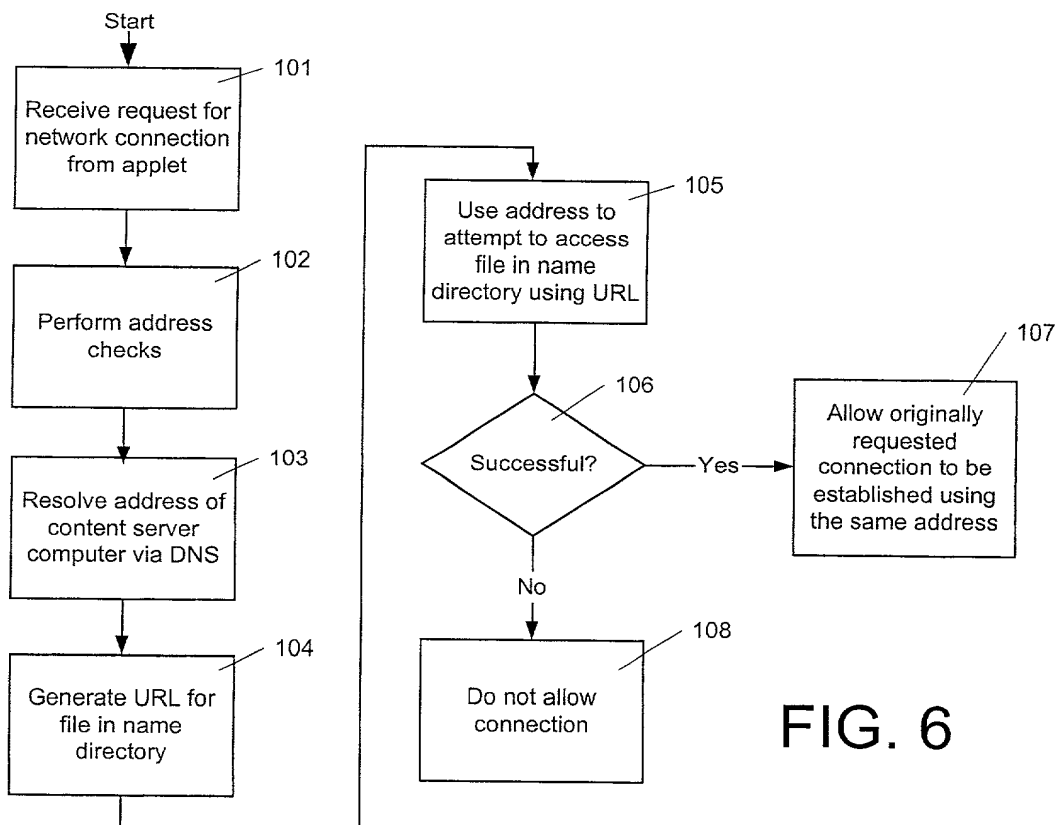 Start
101
Receive request for
network connection
from applet
102
Perform address
checks
103
Resolve address of
content server
computer via DNS
104
Generate URL for
file in name
directory
105
Use address to
attempt to access
file in name
directory using URL
106
Successful?
Yes
107
Allow originally
requested
connection to be
established using
the same address
No
108
Do not allow
connection
FIG. 6